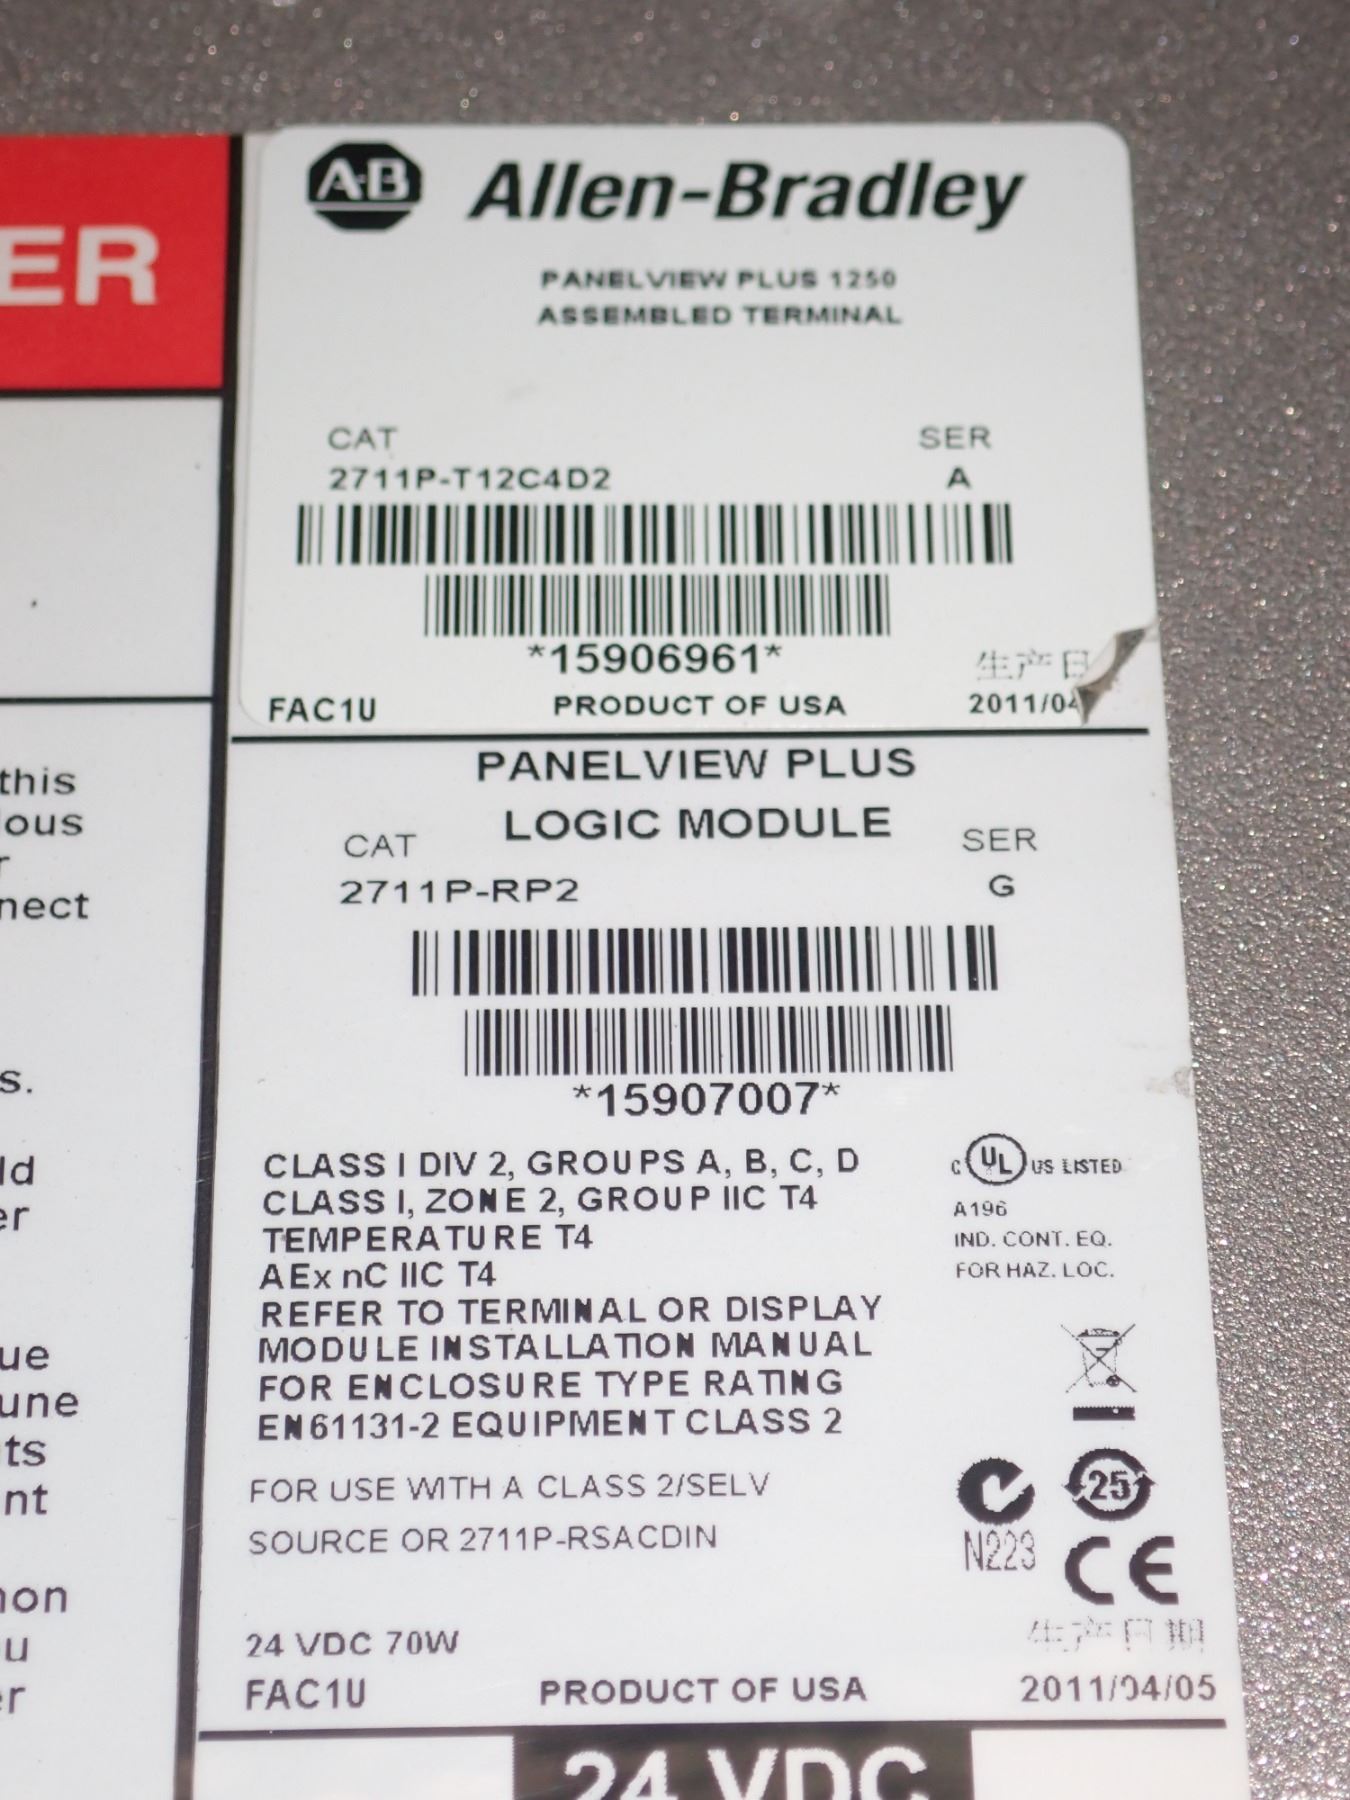 ER
this
lous
r
nect
s.
ld
er
ue
une
ts
nt
non
u
er
A-B Allen-Bradley
PANELVIEW PLUS 1250
ASSEMBLED TERMINAL
CAT SER
2711P-T12C4D2 A
*15906961*
生产日
FAC1U PRODUCT OF USA 2011/04
PANELVIEW PLUS
LOGIC MODULE
CAT SER
2711P-RP2 G
*15907007*
CLASS I DIV 2, GROUPS A, B, C, D
CLASS I, ZONE 2, GROUP IIC T4
TEMPERATURE T4
AEx nC IIC T4
REFER TO TERMINAL OR DISPLAY
MODULE INSTALLATION MANUAL
FOR ENCLOSURE TYPE RATING
EN61131-2 EQUIPMENT CLASS 2
C UL US LISTED
A196
IND. CONT. EQ.
FOR HAZ. LOC.
FOR USE WITH A CLASS 2/SELV
SOURCE OR 2711P-RSACDIN
25
N223
CE
24 VDC 70W
生产日期
FAC1U PRODUCT OF USA 2011/04/05
24 VDC